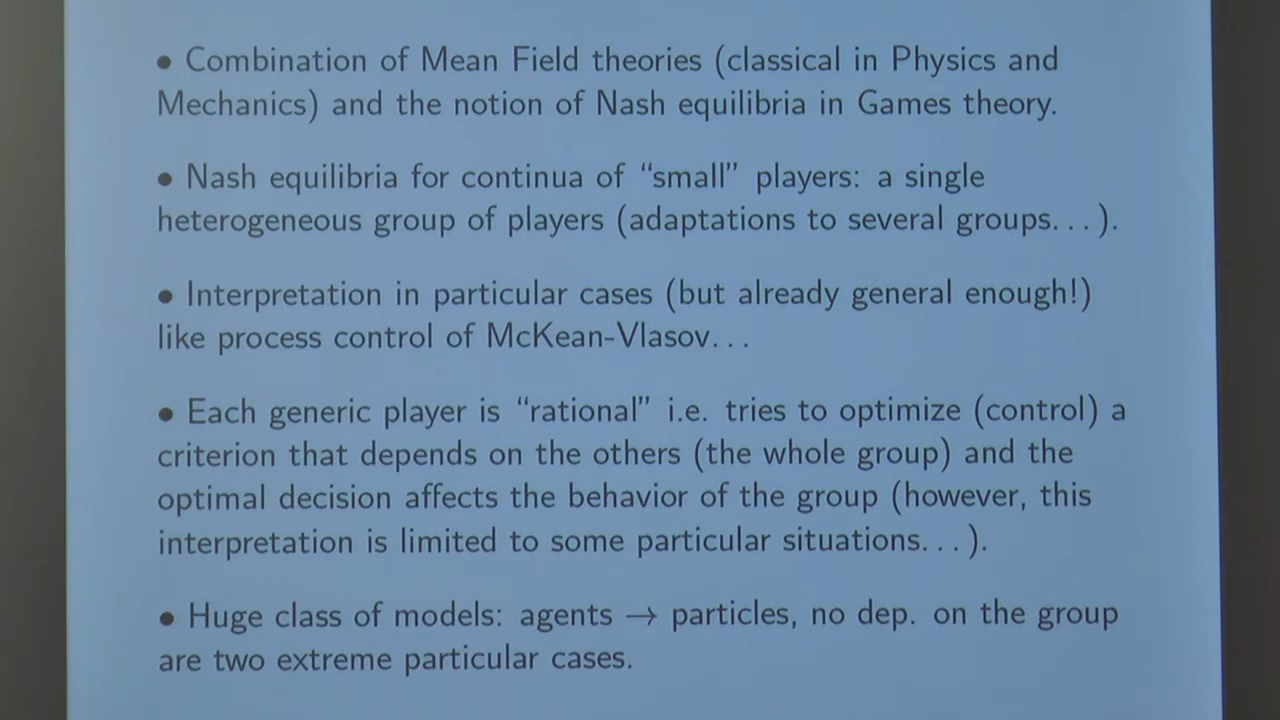 • Combination of Mean Field theories (classical in Physics and
Mechanics) and the notion of Nash equilibria in Games theory.
• Nash equilibria for continua of “small” players: a single
heterogeneous group of players (adaptations to several groups. . . ).
• Interpretation in particular cases (but already general enough!)
like process control of McKean-Vlasov. . .
• Each generic player is “rational” i.e. tries to optimize (control) a
criterion that depends on the others (the whole group) and the
optimal decision affects the behavior of the group (however, this
interpretation is limited to some particular situations. . . ).
• Huge class of models: agents → particles, no dep. on the group
are two extreme particular cases.